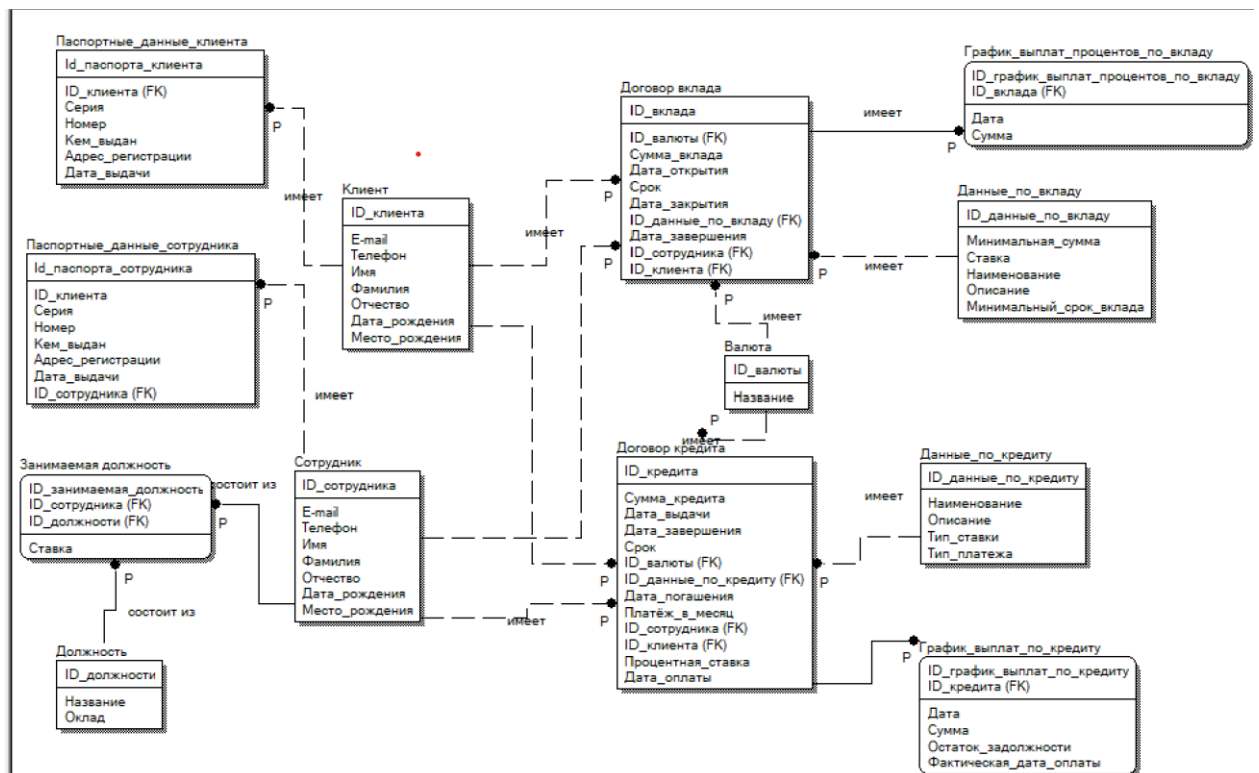 Паспортные_данные_клиента
Id_паспорта_клиента
ID_клиента (FK)
Серия
Номер
Кем_выдан
Адрес_регистрации
Дата_выдачи
P
имеет
Паспортные_данные_сотрудника
Id_паспорта_сотрудника
ID_клиента
Серия
Номер
Кем_выдан
Адрес_регистрации
Дата_выдачи
ID_сотрудника (FK)
P
имеет
Клиент
ID_клиента
E-mail
Телефон
Имя
Фамилия
Отчество
Дата_рождения
Место_рождения
имеет
Договор вклада
ID_вклада
ID_валюты (FK)
Сумма_вклада
Дата_открытия
Срок
Дата_закрытия
ID_данные_по_вкладу (FK)
Дата_завершения
ID_сотрудника (FK)
ID_клиента (FK)
P
P
P
P
имеет
График_выплат_процентов_по_вкладу
ID_график_выплат_процентов_по_вкладу
ID_вклада (FK)
Дата
Сумма
P
имеет
Данные_по_вкладу
ID_данные_по_вкладу
Минимальная_сумма
Ставка
Наименование
Описание
Минимальный_срок_вклада
имеет
имеет
Валюта
ID_валюты
Название
P
имеет
Занимаемая должность
ID_занимаемая_должность
ID_сотрудника (FK)
ID_должности (FK)
Ставка
состоит из
P
P
состоит из
Должность
ID_должности
Название
Оклад
Сотрудник
ID_сотрудника
E-mail
Телефон
Имя
Фамилия
Отчество
Дата_рождения
Место_рождения
имеет
Договор кредита
ID_кредита
Сумма_кредита
Дата_выдачи
Дата_завершения
Срок
ID_валюты (FK)
ID_данные_по_кредиту (FK)
Дата_погашения
Платёж_в_месяц
ID_сотрудника (FK)
ID_клиента (FK)
Процентная_ставка
Дата_оплаты
P
P
P
имеет
Данные_по_кредиту
ID_данные_по_кредиту
Наименование
Описание
Тип_ставки
Тип_платежа
P
График_выплат_по_кредиту
ID_график_выплат_по_кредиту
ID_кредита (FK)
Дата
Сумма
Остаток_задолжности
Фактическая_дата_оплаты